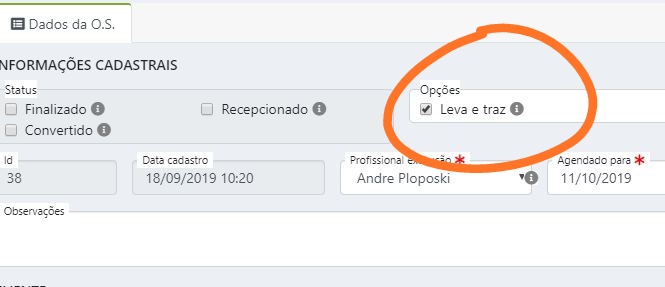 Dados da O.S.
NFORMAÇÕES CADASTRAIS
Status
Opções
Finalizado
Recepcionado
Leva e traz
Convertido
Id
Data cadastro
Profissional execução *
Agendado para *
38
18/09/2019 10:20
Andre Ploposki
11/10/2019
Observações